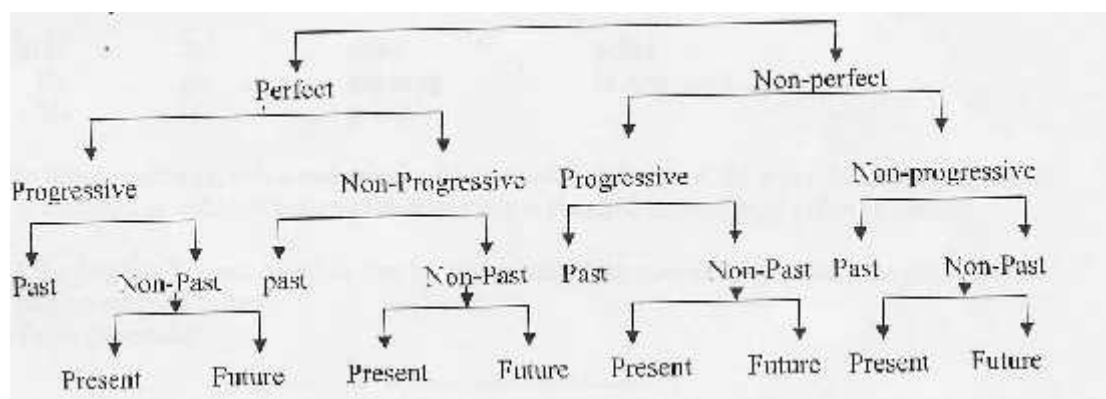 Perfect Non-perfect
Progressive Non-Progressive Progressive Non-progressive
Past Non-Past past Non-Past Past Non-Past Past Non-Past
Present Future Present Future Present Future Present Future